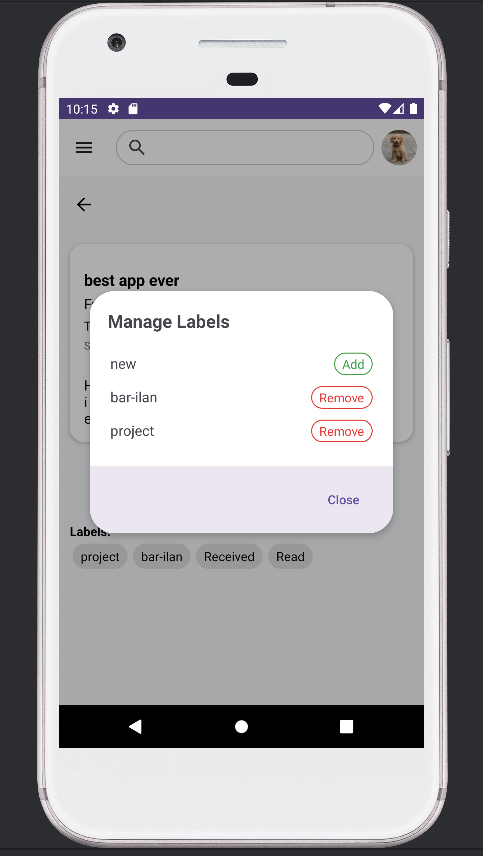 10:15
best app ever
Manage Labels
new Add
bar-ilan Remove
project Remove
Close
Labels:
project bar-ilan Received Read